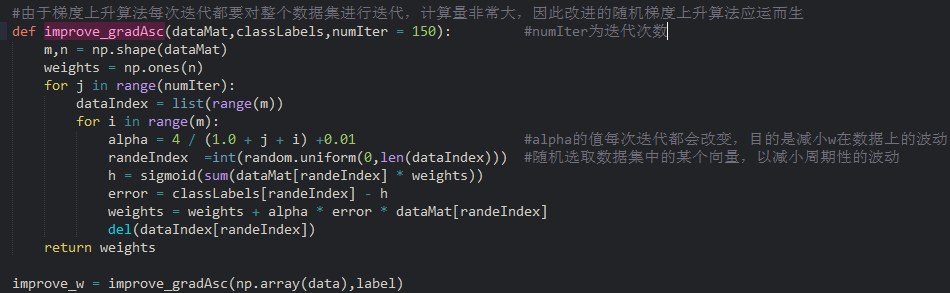 #由于梯度上升算法每次迭代都要对整个数据集进行迭代，计算量非常大，因此改进的随机梯度上升算法应运而生
def improve_gradAsc(dataMat,classLabels,numIter = 150):          #numIter为迭代次数
    m,n = np.shape(dataMat)
    weights = np.ones(n)
    for j in range(numIter):
        dataIndex = list(range(m))
        for i in range(m):
            alpha = 4 / (1.0 + j + i) +0.01                      #alpha的值每次迭代都会改变，目的是减小w在数据上的波动
            randeIndex  =int(random.uniform(0,len(dataIndex)))  #随机选取数据集中的某个向量，以减小周期性的波动
            h = sigmoid(sum(dataMat[randeIndex] * weights))
            error = classLabels[randeIndex] - h
            weights = weights + alpha * error * dataMat[randeIndex]
            del(dataIndex[randeIndex])
    return weights
improve_w = improve_gradAsc(np.array(data),label)